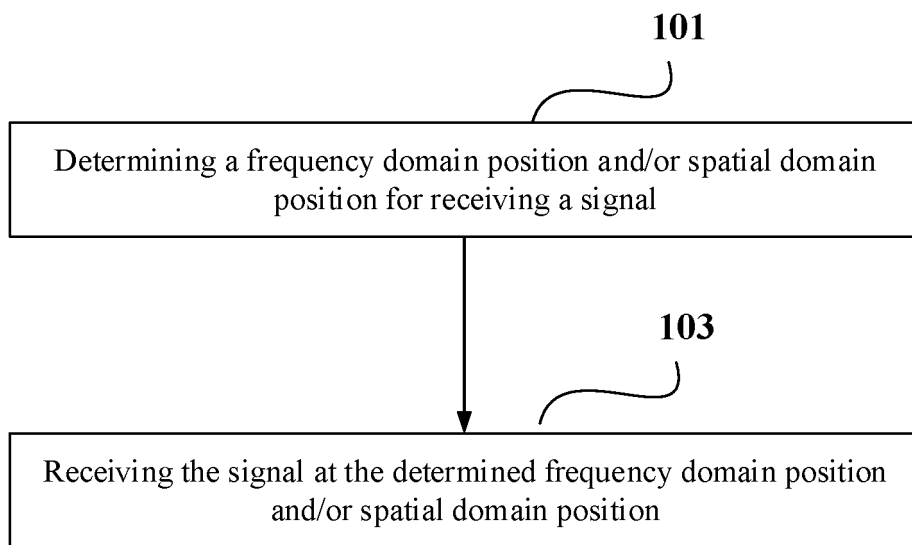 101
Determining a frequency domain position and/or spatial domain
position for receiving a signal
103
Receiving the signal at the determined frequency domain position
and/or spatial domain position